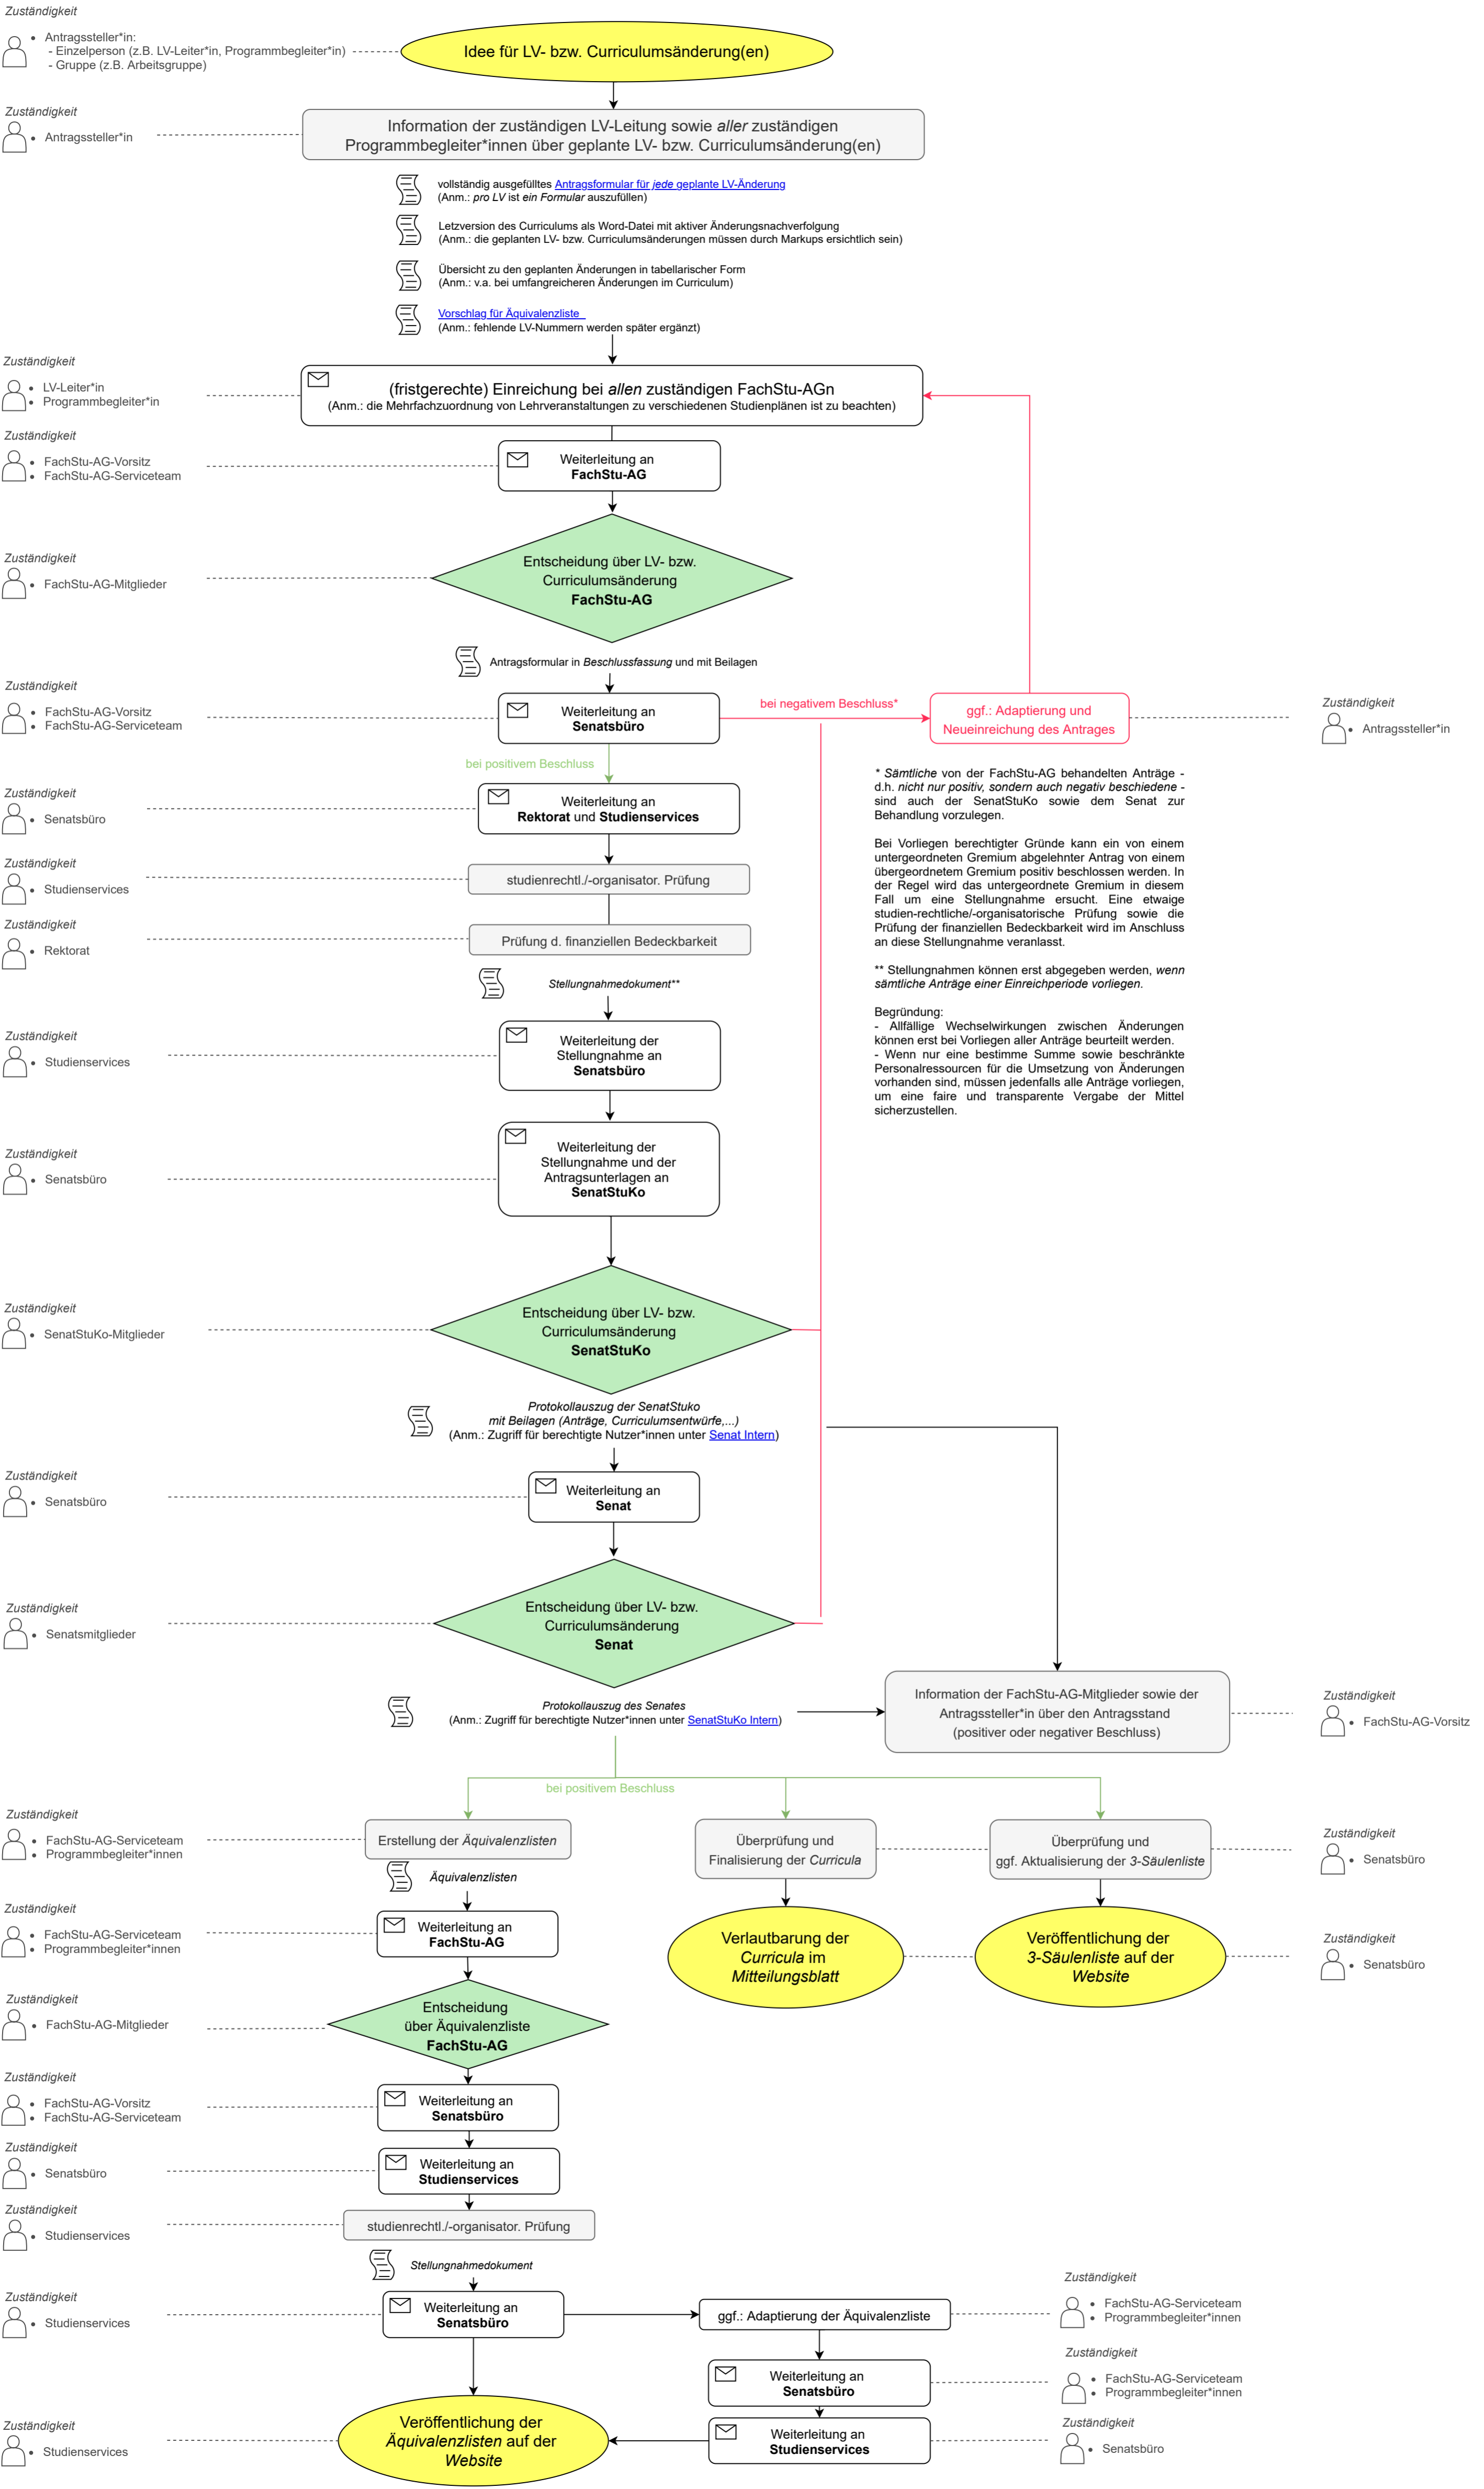 Zuständigkeit
Antragssteller*in:
- Einzelperson (z.B. LV-Leiter*in, Programmbegleiter*in)
- Gruppe (z.B. Arbeitsgruppe)
Idee für LV- bzw. Curriculumsänderung(en)
Zuständigkeit
Antragssteller*in
Information der zuständigen LV-Leitung sowie aller zuständigen
Programmbegleiter*innen über geplante LV- bzw. Curriculumsänderung(en)
vollständig ausgefülltes Antragsformular für jede geplante LV-Änderung
(Anm.: pro LV ist ein Formular auszufüllen)
Letzversion des Curriculums als Word-Datei mit aktiver Änderungsnachverfolgung
(Anm.: die geplanten LV- bzw. Curriculumsänderungen müssen durch Markups ersichtlich sein)
Übersicht zu den geplanten Änderungen in tabellarischer Form
(Anm.: v.a. bei umfangreicheren Änderungen im Curriculum)
Vorschlag für Äquivalenzliste
(Anm.: fehlende LV-Nummern werden später ergänzt)
Zuständigkeit
LV-Leiter*in
Programmbegleiter*in
(fristgerechte) Einreichung bei allen zuständigen FachStu-AGn
(Anm.: die Mehrfachzuordnung von Lehrveranstaltungen zu verschiedenen Studienplänen ist zu beachten)
Zuständigkeit
FachStu-AG-Vorsitz
FachStu-AG-Serviceteam
Weiterleitung an
FachStu-AG
Zuständigkeit
FachStu-AG-Mitglieder
Entscheidung über LV- bzw.
Curriculumsänderung
FachStu-AG
Antragsformular in Beschlussfassung und mit Beilagen
Zuständigkeit
FachStu-AG-Vorsitz
FachStu-AG-Serviceteam
Weiterleitung an
Senatsbüro
bei negativem Beschluss*
ggf.: Adaptierung und
Neueinreichung des Antrages
Zuständigkeit
Antragssteller*in
bei positivem Beschluss
Zuständigkeit
Senatsbüro
Weiterleitung an
Rektorat und Studienservices
* Sämtliche von der FachStu-AG behandelten Anträge -
d.h. nicht nur positiv, sondern auch negativ beschiedene -
sind auch der SenatStuKo sowie dem Senat zur
Behandlung vorzulegen.
Bei Vorliegen berechtigter Gründe kann ein von einem
untergeordneten Gremium abgelehnter Antrag von einem
übergeordnetem Gremium positiv beschlossen werden. In
der Regel wird das untergeordnete Gremium in diesem
Fall um eine Stellungnahme ersucht. Eine etwaige
studien-rechtliche/-organisatorische Prüfung sowie die
Prüfung der finanziellen Bedeckbarkeit wird im Anschluss
an diese Stellungnahme veranlasst.
** Stellungnahmen können erst abgegeben werden, wenn
sämtliche Anträge einer Einreichperiode vorliegen.
Begründung:
- Allfällige Wechselwirkungen zwischen Änderungen
können erst bei Vorliegen aller Anträge beurteilt werden.
- Wenn nur eine bestimme Summe sowie beschränkte
Personalressourcen für die Umsetzung von Änderungen
vorhanden sind, müssen jedenfalls alle Anträge vorliegen,
um eine faire und transparente Vergabe der Mittel
sicherzustellen.
Zuständigkeit
Studienservices
studienrechtl./-organisator. Prüfung
Zuständigkeit
Rektorat
Prüfung d. finanziellen Bedeckbarkeit
Stellungnahmedokument**
Zuständigkeit
Studienservices
Weiterleitung der
Stellungnahme an
Senatsbüro
Zuständigkeit
Senatsbüro
Weiterleitung der
Stellungnahme und der
Antragsunterlagen an
SenatStuKo
Zuständigkeit
SenatStuKo-Mitglieder
Entscheidung über LV- bzw.
Curriculumsänderung
SenatStuKo
Protokollauszug der SenatStuko
mit Beilagen (Anträge, Curriculumsentwürfe,...)
(Anm.: Zugriff für berechtigte Nutzer*innen unter Senat Intern)
Zuständigkeit
Senatsbüro
Weiterleitung an
Senat
Zuständigkeit
Senatsmitglieder
Entscheidung über LV- bzw.
Curriculumsänderung
Senat
Protokollauszug des Senates
(Anm.: Zugriff für berechtigte Nutzer*innen unter SenatStuKo Intern)
Information der FachStu-AG-Mitglieder sowie der
Antragssteller*in über den Antragsstand
(positiver oder negativer Beschluss)
Zuständigkeit
FachStu-AG-Vorsitz
bei positivem Beschluss
Zuständigkeit
FachStu-AG-Serviceteam
Programmbegleiter*innen
Erstellung der Äquivalenzlisten
Überprüfung und
Finalisierung der Curricula
Überprüfung und
ggf. Aktualisierung der 3-Säulenliste
Zuständigkeit
Senatsbüro
Äquivalenzlisten
Zuständigkeit
FachStu-AG-Serviceteam
Programmbegleiter*innen
Weiterleitung an
FachStu-AG
Verlautbarung der
Curricula im
Mitteilungsblatt
Veröffentlichung der
3-Säulenliste auf der
Website
Zuständigkeit
Senatsbüro
Zuständigkeit
FachStu-AG-Mitglieder
Entscheidung
über Äquivalenzliste
FachStu-AG
Zuständigkeit
FachStu-AG-Vorsitz
FachStu-AG-Serviceteam
Weiterleitung an
Senatsbüro
Zuständigkeit
Senatsbüro
Weiterleitung an
Studienservices
Zuständigkeit
Studienservices
studienrechtl./-organisator. Prüfung
Stellungnahmedokument
Zuständigkeit
Studienservices
Weiterleitung an
Senatsbüro
ggf.: Adaptierung der Äquivalenzliste
Zuständigkeit
FachStu-AG-Serviceteam
Programmbegleiter*innen
Weiterleitung an
Senatsbüro
Zuständigkeit
FachStu-AG-Serviceteam
Programmbegleiter*innen
Zuständigkeit
Studienservices
Veröffentlichung der
Äquivalenzlisten auf der
Website
Weiterleitung an
Studienservices
Zuständigkeit
Senatsbüro